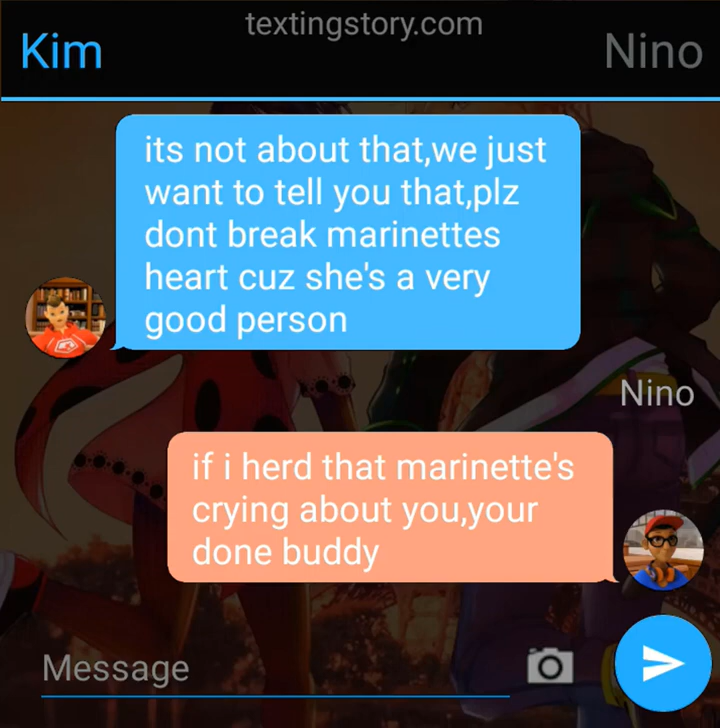 textingstory.com
Kim
Nino
its not about that,we just
want to tell you that,plz
dont break marinettes
heart cuz she's a very
good person
Nino
if i herd that marinette's
crying about you,your
done buddy
Message